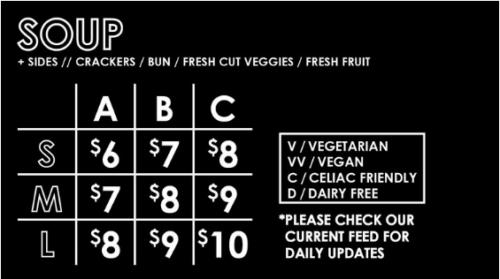 SOUP
+ SIDES // CRACKERS / BUN / FRESH CUT VEGGIES / FRESH FRUIT
A B C
S $6 $7 $8
M $7 $8 $9
L $8 $9 $10
V / VEGETARIAN
VV / VEGAN
C / CELIAC FRIENDLY
D / DAIRY FREE
*PLEASE CHECK OUR
CURRENT FEED FOR
DAILY UPDATES